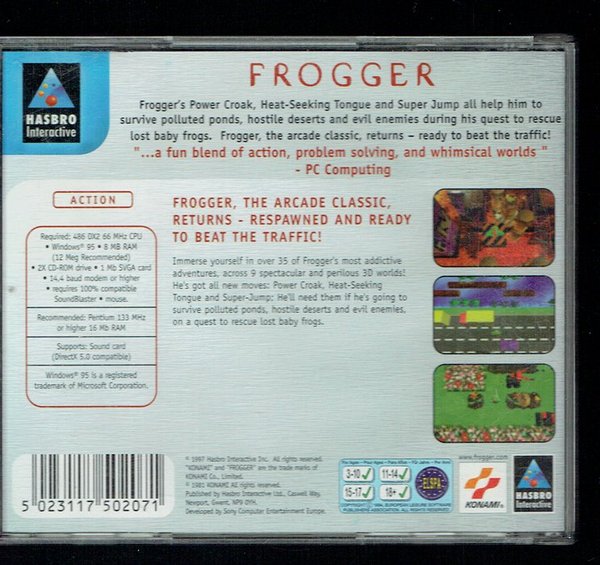 FROGGER
HASBRO
Interactive
Frogger's Power Croak, Heat-Seeking Tongue and Super Jump all help him to
survive polluted ponds, hostile deserts and evil enemies during his quest to rescue
lost baby frogs. Frogger, the arcade classic, returns – ready to beat the traffic!
"...a fun blend of action, problem solving, and whimsical worlds "
- PC Computing
ACTION
Required: 486 DX2 66 MHz CPU
• Windows® 95 • 8 MB RAM
(12 Meg Recommended)
• 2X CD-ROM drive • 1 Mb SVGA card
• 14.4 baud modem or higher
• requires 100% compatible
SoundBlaster • mouse.
Recommended: Pentium 133 MHz
or higher 16 Mb RAM
Supports: Sound card
(DirectX 5.0 compatible)
Windows® 95 is a registered
trademark of Microsoft Corporation.
FROGGER, THE ARCADE CLASSIC,
RETURNS - RESPAWNED AND READY
TO BEAT THE TRAFFIC!
Immerse yourself in over 35 of Frogger's most addictive
adventures, across 9 spectacular and perilous 3D worlds!
He's got all new moves: Power Croak, Heat-Seeking
Tongue and Super-Jump: He'll need them if he's going to
survive polluted ponds, hostile deserts and evil enemies,
on a quest to rescue lost baby frogs.
5 023117 502071
© 1997 Hasbro Interactive Inc. All rights reserved.
"KONAMI" and "FROGGER" are the trade marks of
KONAMI Co., Limited.
© 1981 KONAMI All rights reserved.
Published by Hasbro Interactive Ltd., Caswell Way,
Newport, Gwent, NP9 0YH.
Developed by Sony Computer Entertainment Europe.
3-10 11-14
15-17 18+
ELSPA
COPYRIGHT 1994, EUROPEAN LEISURE SOFTWARE
PUBLISHERS ASSOCIATION. ALL RIGHTS RESERVED
www.frogger.com
KONAMI
HASBRO
Interactive